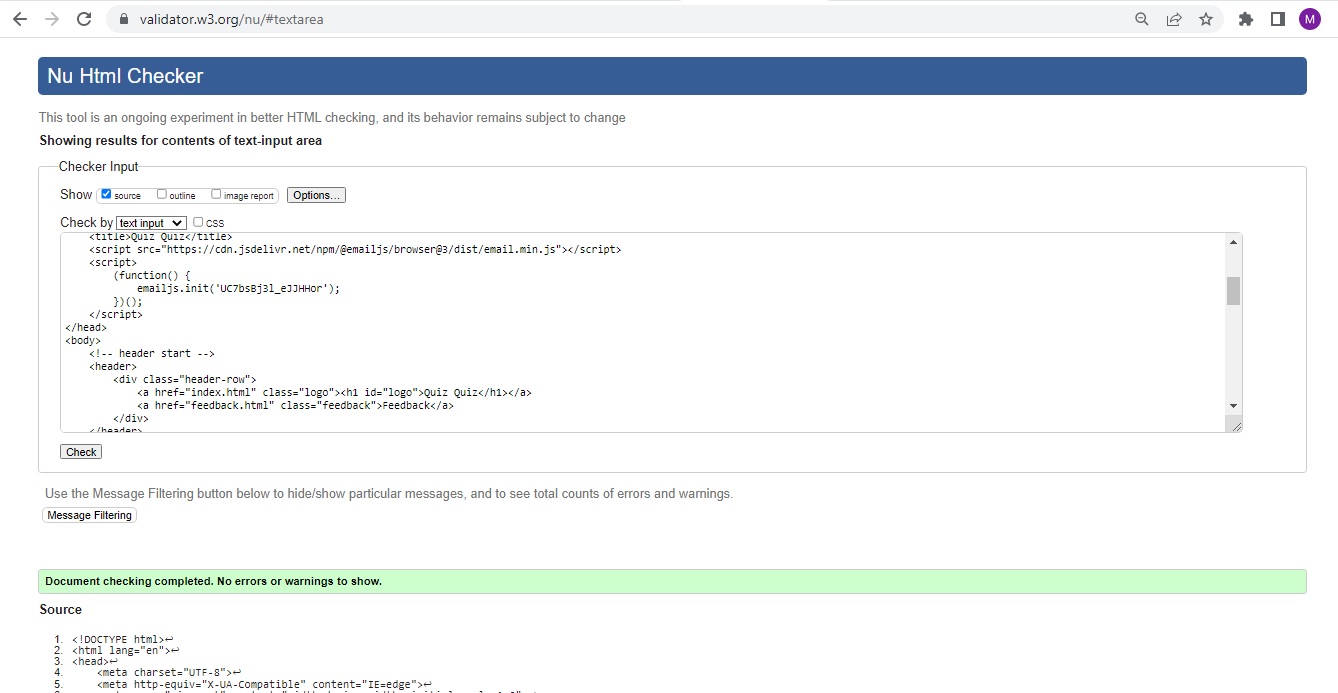 validator.w3.org/nu/#textarea
M
Nu Html Checker
This tool is an ongoing experiment in better HTML checking, and its behavior remains subject to change
Showing results for contents of text-input area
Checker Input
Show source outline image report Options...
Check by text input CSS
<title>Quiz Quiz</title>
<script src="https://cdn.jsdelivr.net/npm/@emailjs/browser@3/dist/email.min.js"></script>
<script>
(function() {
emailjs.init('UC7bsBj3l_eJJHHor');
})();
</script>
</head>
<body>
<!-- header start -->
<header>
<div class="header-row">
<a href="index.html" class="logo"><h1 id="logo">Quiz Quiz</h1></a>
<a href="feedback.html" class="feedback">Feedback</a>
</div>
</header>
Check
Use the Message Filtering button below to hide/show particular messages, and to see total counts of errors and warnings.
Message Filtering
Document checking completed. No errors or warnings to show.
Source
1. <!DOCTYPE html>↩
2. <html lang="en">↩
3. <head>↩
4. <meta charset="UTF-8">↩
5. <meta http-equiv="X-UA-Compatible" content="IE=edge">↩